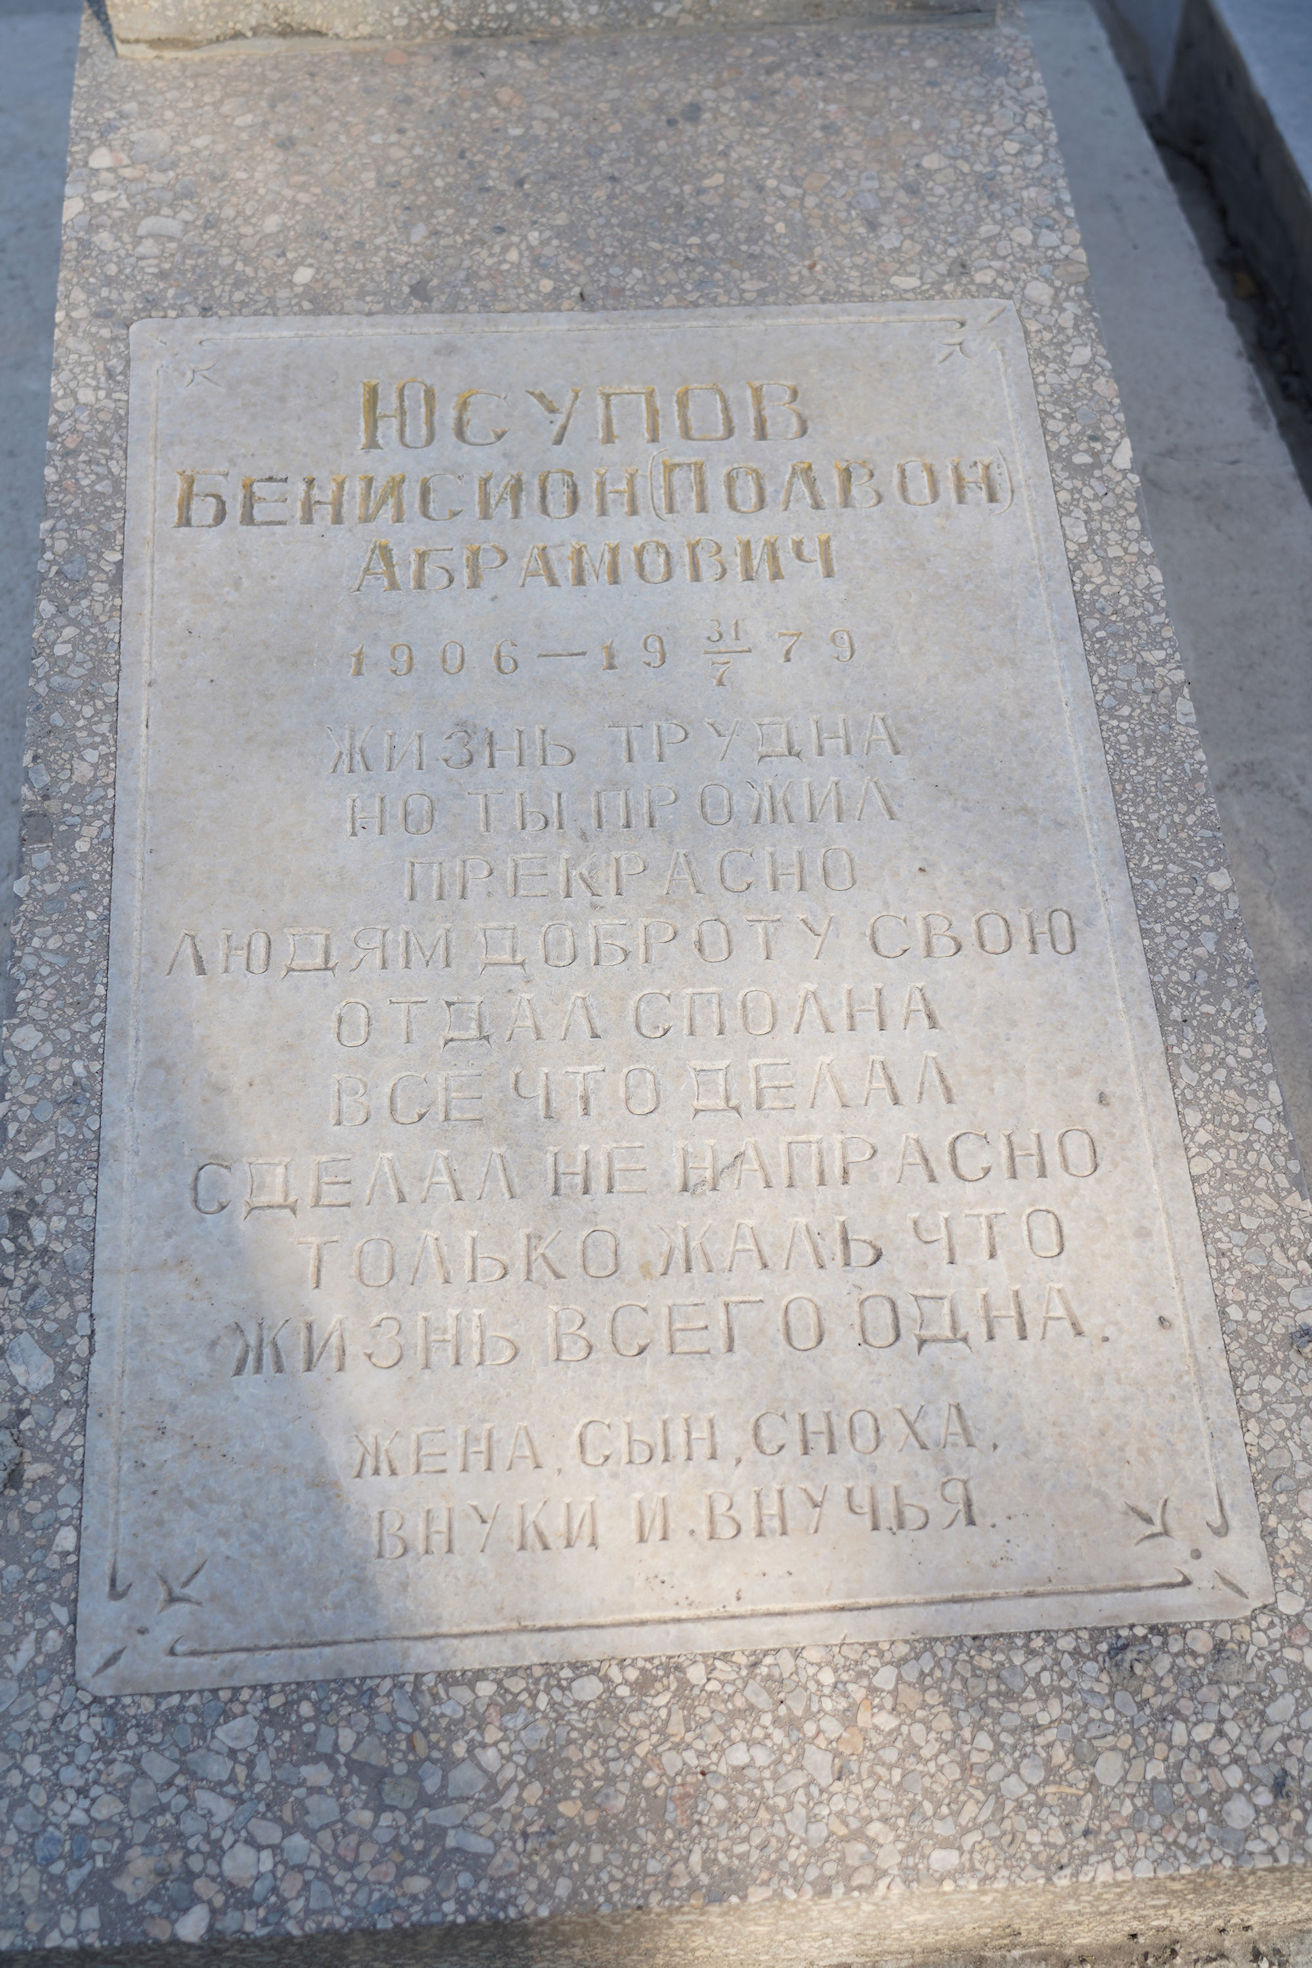 ЮСУПОВ
БЕНИСИОН (ПОЛВОН)
АБРАМОВИЧ
1906 — 19 31/7 79
ЖИЗНЬ ТРУДНА
НО ТЫ ПРОЖИЛ
ПРЕКРАСНО
ЛЮДЯМ ДОБРОТУ СВОЮ
ОТДАЛ СПОЛНА
ВСЁ ЧТО ДЕЛАЛ
СДЕЛАЛ НЕ НАПРАСНО
ТОЛЬКО ЖАЛЬ ЧТО
ЖИЗНЬ ВСЕГО ОДНА.
ЖЕНА, СЫН, СНОХА,
ВНУКИ И ВНУЧЬЯ.